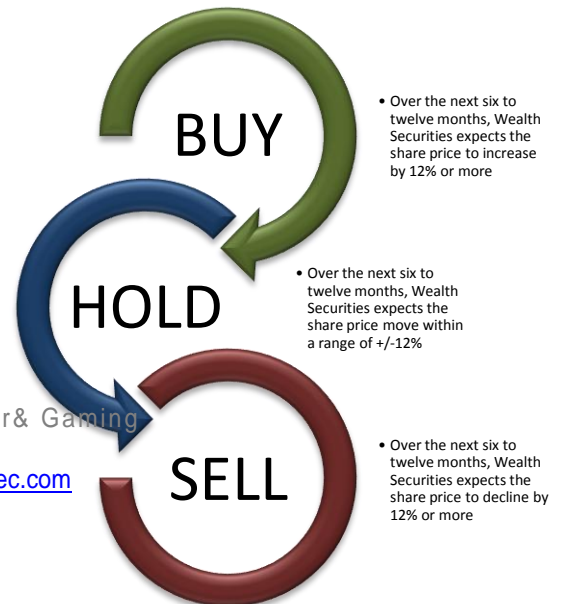 BUY
• Over the next six to
twelve months, Wealth
Securities expects the
share price to increase
by 12% or more
HOLD
• Over the next six to
twelve months, Wealth
Securities expects the
share price move within
a range of +/-12%
r& Gaming
ec.com
SELL
• Over the next six to
twelve months, Wealth
Securities expects the
share price to decline by
12% or more